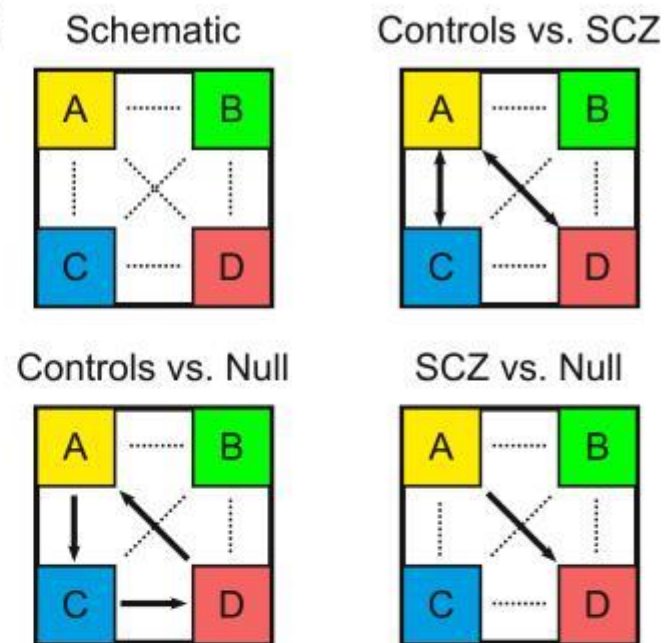 Schematic
Controls vs. SCZ
A B
A B
C D
C D
Controls vs. Null
SCZ vs. Null
A B
A B
C D
C D